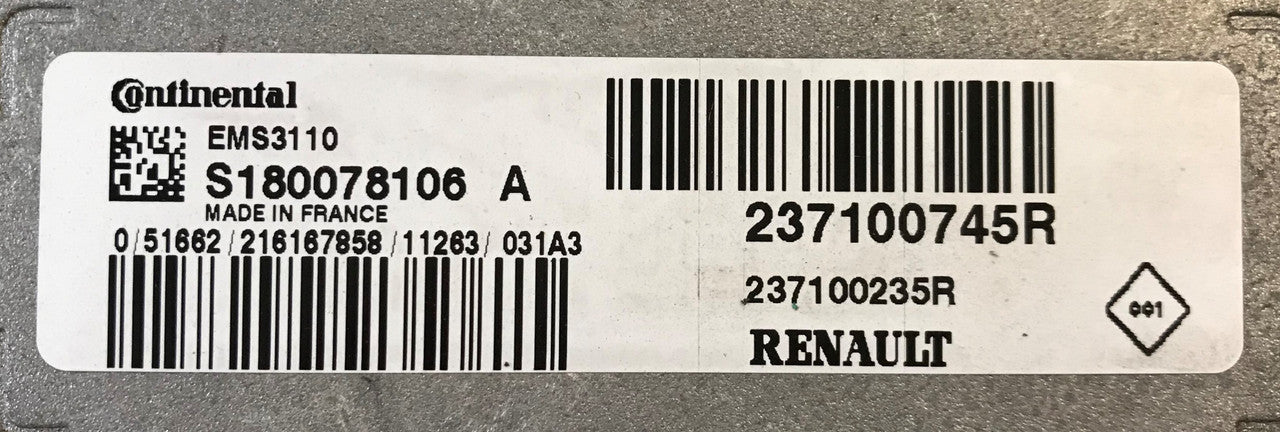 Continental
EMS3110
S180078106 A
MADE IN FRANCE
0/51662/216167858/11263/031A3
237100745R
237100235R
RENAULT
001